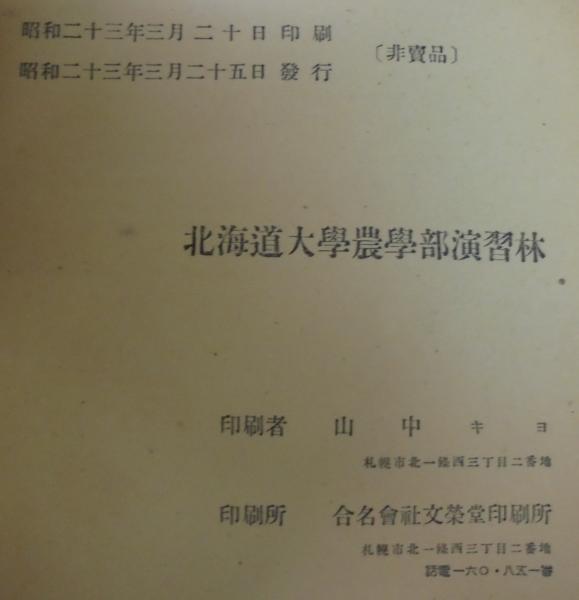 昭和二十三年三月二十日 印刷
昭和二十三年三月二十五日 發行
〔非賣品〕
北海道大學農學部演習林
印刷者 山中キヨ
札幌市北一條西三丁目二番地
印刷所 合名會社文榮堂印刷所
札幌市北一條西三丁目二番地